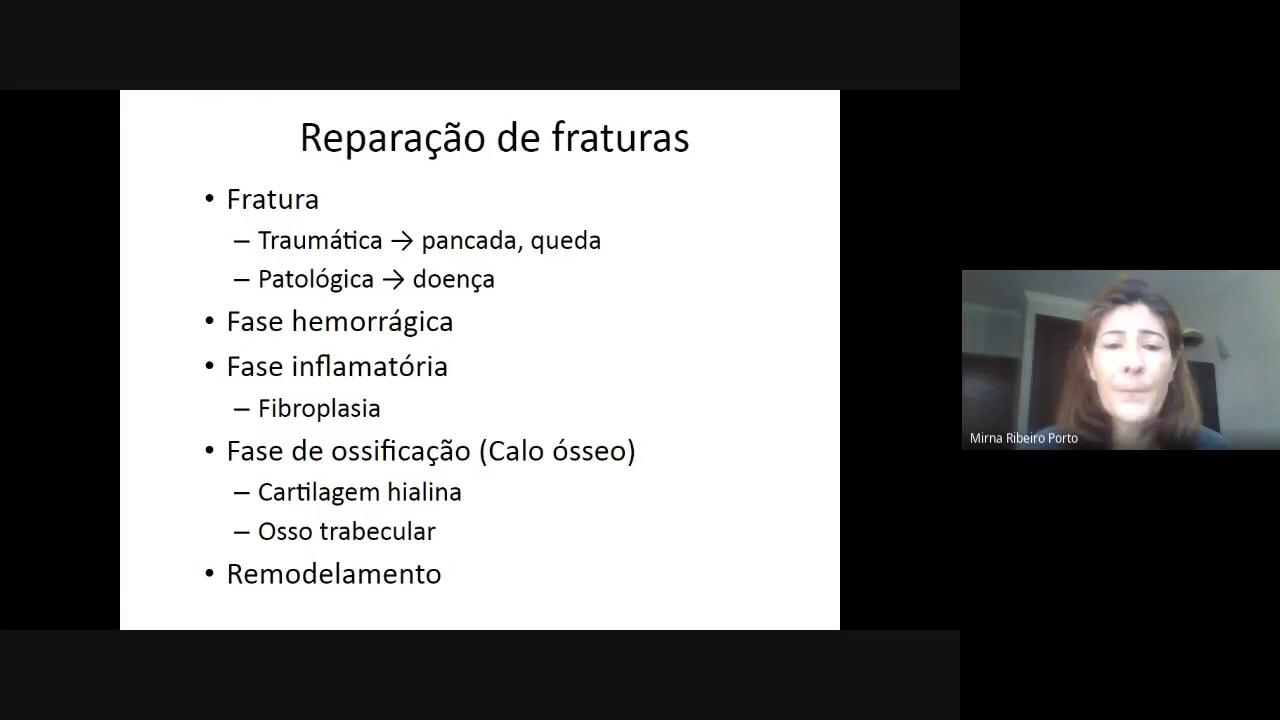 Reparação de fraturas
• Fratura
– Traumática → pancada, queda
– Patológica → doença
• Fase hemorrágica
• Fase inflamatória
– Fibroplasia
• Fase de ossificação (Calo ósseo)
– Cartilagem hialina
– Osso trabecular
• Remodelamento
Mirna Ribeiro Porto